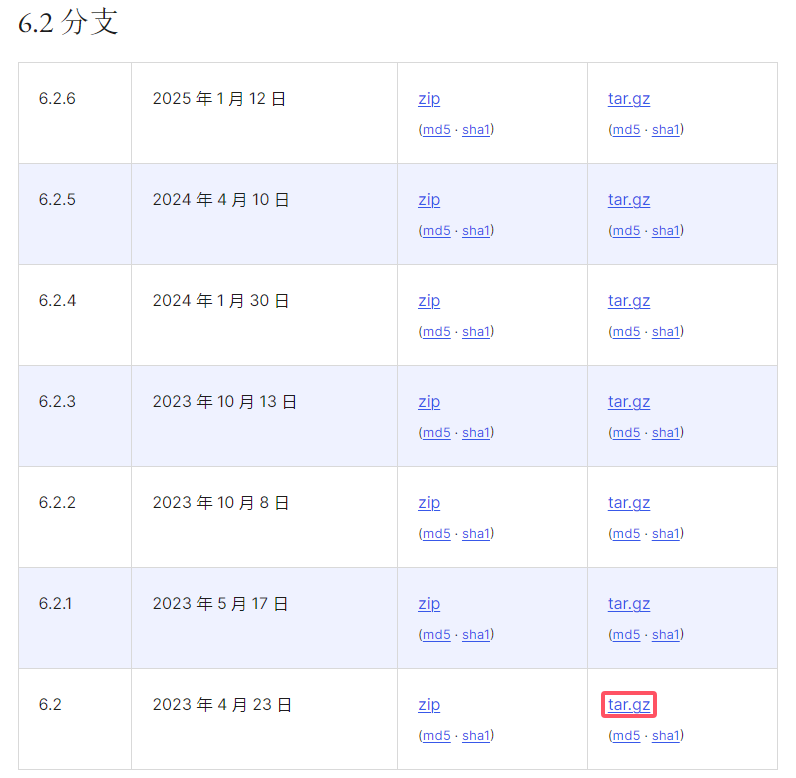 6.2 分支
6.2.6 2025 年 1 月 12 日 zip tar.gz
(md5 · sha1) (md5 · sha1)
6.2.5 2024 年 4 月 10 日 zip tar.gz
(md5 · sha1) (md5 · sha1)
6.2.4 2024 年 1 月 30 日 zip tar.gz
(md5 · sha1) (md5 · sha1)
6.2.3 2023 年 10 月 13 日 zip tar.gz
(md5 · sha1) (md5 · sha1)
6.2.2 2023 年 10 月 8 日 zip tar.gz
(md5 · sha1) (md5 · sha1)
6.2.1 2023 年 5 月 17 日 zip tar.gz
(md5 · sha1) (md5 · sha1)
6.2 2023 年 4 月 23 日 zip tar.gz
(md5 · sha1) (md5 · sha1)